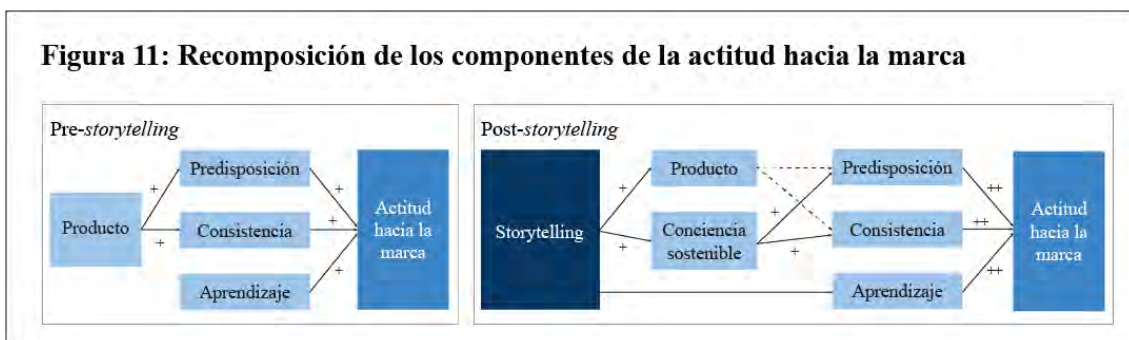 Figura 11: Recomposición de los componentes de la actitud hacia la marca
Pre-storytelling
Producto
+
+
Predisposición
Consistencia
Aprendizaje
+
+
+
Actitud
hacia la
marca
Post-storytelling
Storytelling
+
+
Producto
Conciencia
sostenible
+
+
Predisposición
Consistencia
Aprendizaje
++
++
++
Actitud
hacia la
marca